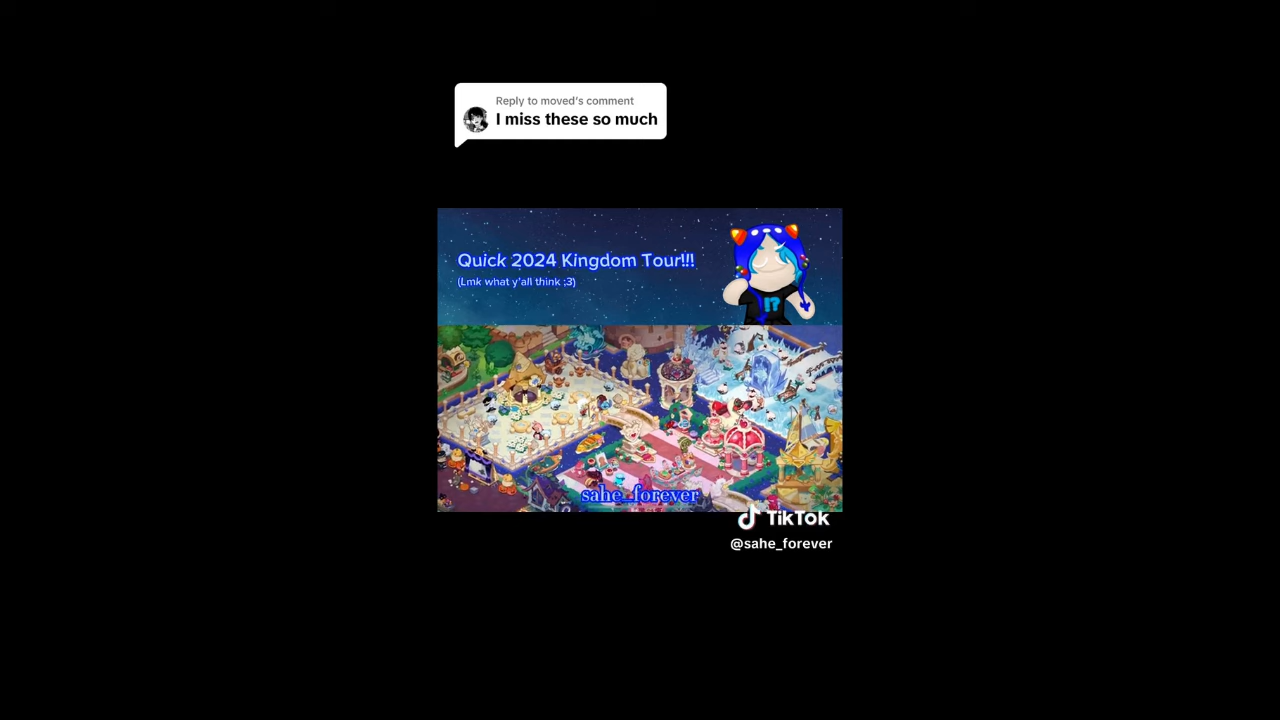 Reply to moved's comment
I miss these so much
Quick 2024 Kingdom Tour!!!
(Lmk what y'all think ;3)
!?
sahe_forever
TikTok
@sahe_forever